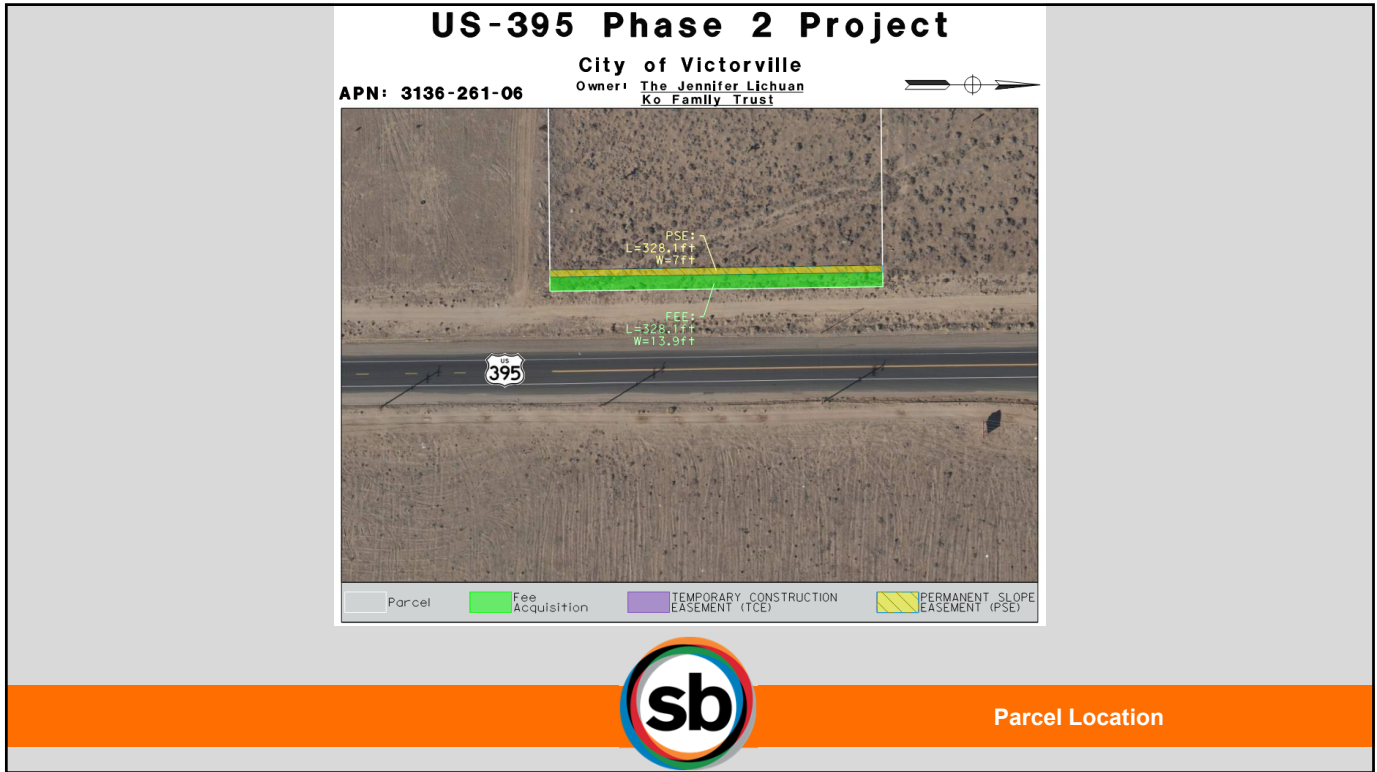 US-395 Phase 2 Project
City of Victorville
APN: 3136-261-06
Owner: The Jennifer Lichuan
Ko Family Trust
PSE:
L=328.1ft
W=7ft
FEE:
L=328.1ft
W=13.9ft
US
395
Parcel
Fee
Acquisition
TEMPORARY CONSTRUCTION
EASEMENT (TCE)
PERMANENT SLOPE
EASEMENT (PSE)
sb
Parcel Location